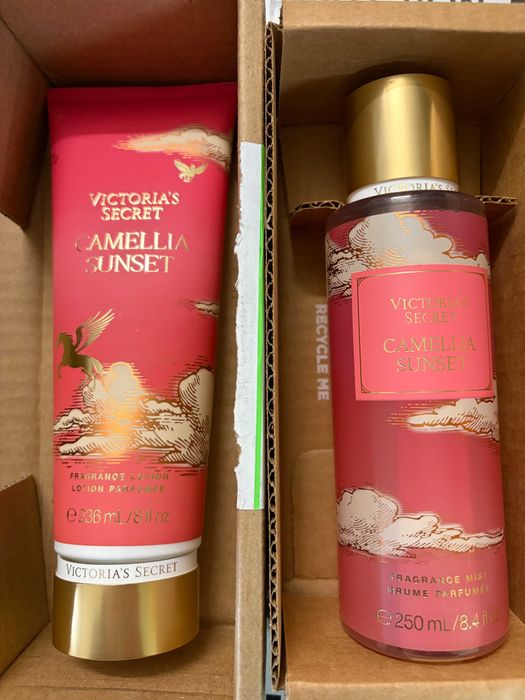 VICTORIA'S
SECRET
CAMELLIA
SUNSET
FRAGRANCE LOTION
LOTION PARFUMÉE
℮236 mL/8 fl oz
VICTORIA'S SECRET
RECYCLE ME
VICTORIA'S SECRET
VICTORIA'S
SECRET
CAMELLIA
SUNSET
FRAGRANCE MIST
BRUME PARFUMÉE
℮250 mL/8.4 fl oz